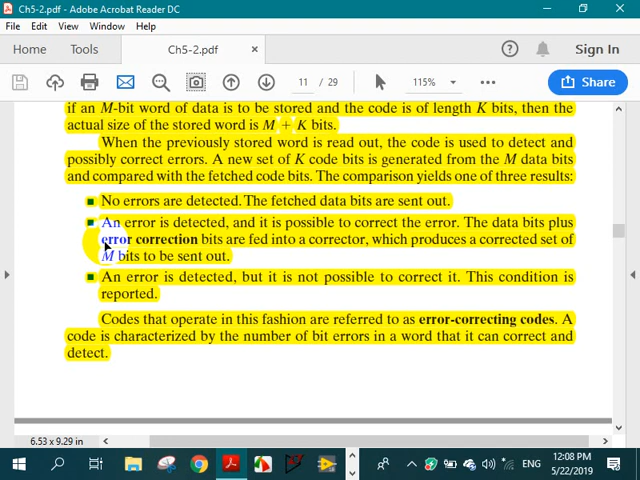 Ch5-2.pdf - Adobe Acrobat Reader DC
File Edit View Window Help
Home Tools Ch5-2.pdf × ? Sign In
11 / 29 115% Share
if an M-bit word of data is to be stored and the code is of length K bits, then the
actual size of the stored word is M + K bits.
When the previously stored word is read out, the code is used to detect and
possibly correct errors. A new set of K code bits is generated from the M data bits
and compared with the fetched code bits. The comparison yields one of three results:
No errors are detected. The fetched data bits are sent out.
An error is detected, and it is possible to correct the error. The data bits plus
error correction bits are fed into a corrector, which produces a corrected set of
M bits to be sent out.
An error is detected, but it is not possible to correct it. This condition is
reported.
Codes that operate in this fashion are referred to as error-correcting codes. A
code is characterized by the number of bit errors in a word that it can correct and
detect.
6.53 x 9.29 in
ENG 12:08 PM
5/22/2019